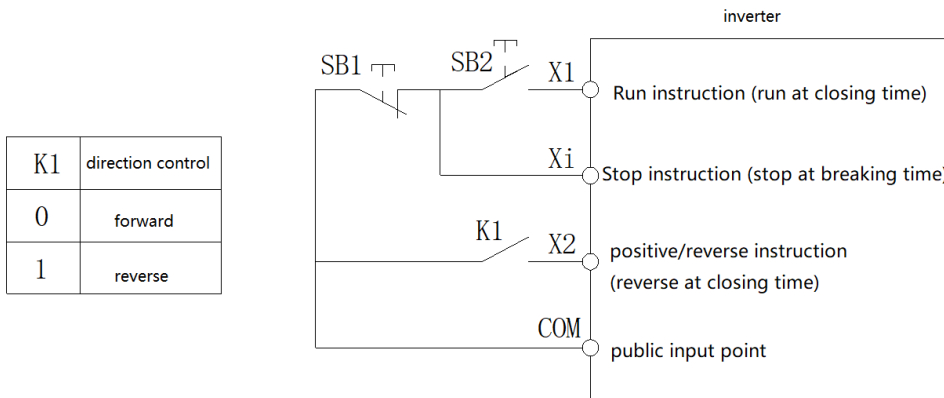 inverter
SB1
SB2
X1
Run instruction (run at closing time)
K1 direction control
0 forward
1 reverse
Xi
Stop instruction (stop at breaking time)
K1
X2
positive/reverse instruction
(reverse at closing time)
COM
public input point